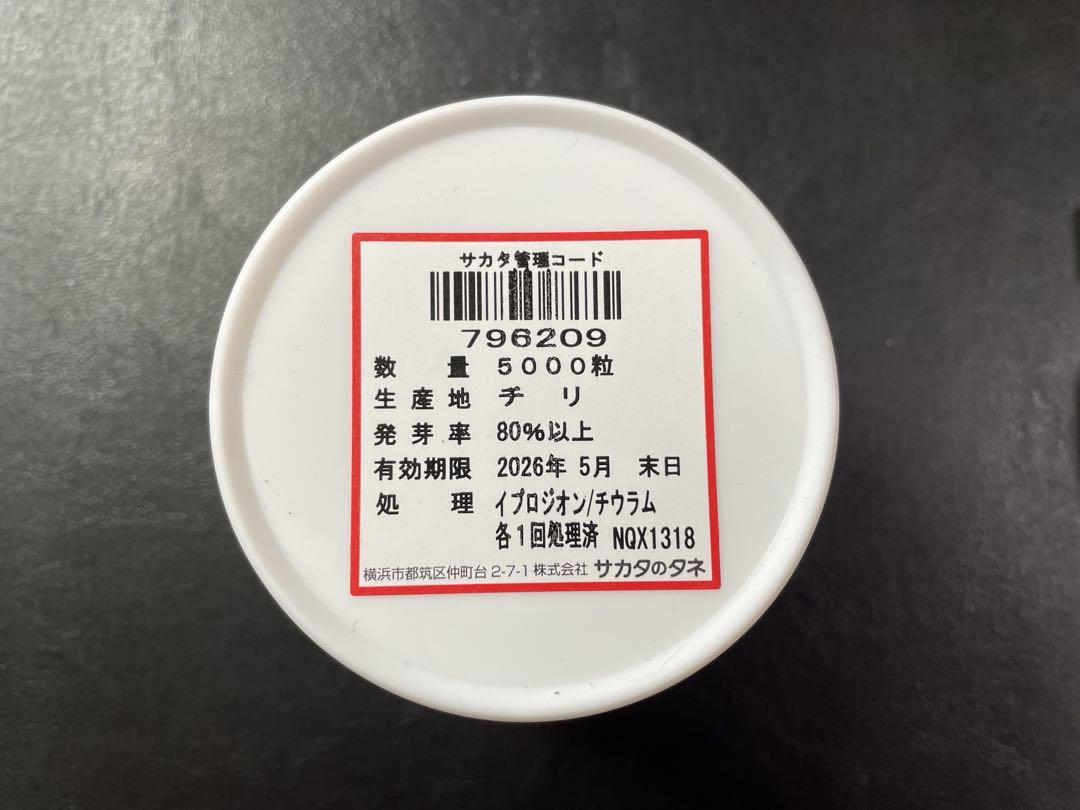 サカタ管理コード
796209
数量 5000粒
生産地 チリ
発芽率 80%以上
有効期限 2026年 5月 末日
処理 イプロジオン/チウラム
各1回処理済 NQX1318
横浜市都筑区仲町台2-7-1 株式会社 サカタのタネ